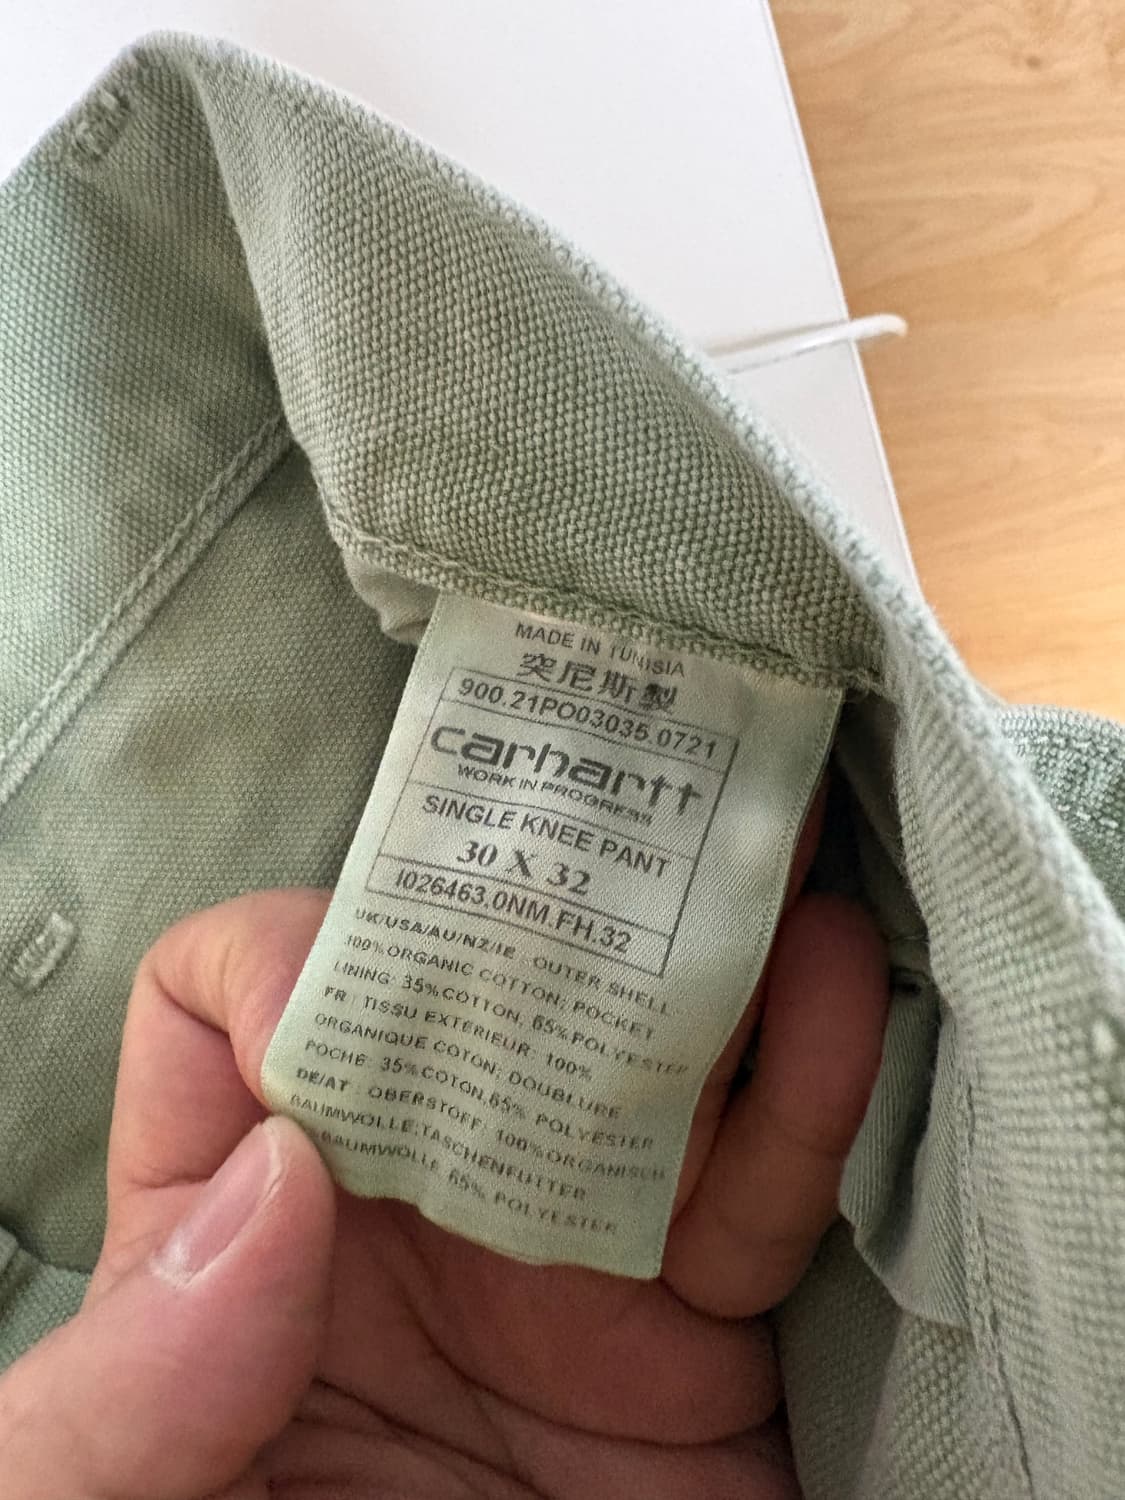 MADE IN TUNISIA
突尼斯製
900.21PO03035.0721
carhartt
WORK IN PROGRESS
SINGLE KNEE PANT
30 X 32
I026463.0NM.FH.32
UK/USA/AU/NZ/IE : OUTER SHELL:
100% ORGANIC COTTON; POCKET
LINING: 35% COTTON, 65% POLYESTER
FR : TISSU EXTÉRIEUR: 100%
ORGANIQUE COTON; DOUBLURE
POCHE: 35% COTON, 65% POLYESTER
DE/AT : OBERSTOFF: 100% ORGANISCH
BAUMWOLLE; TASCHENFUTTER
BAUMWOLLE, 65% POLYESTER